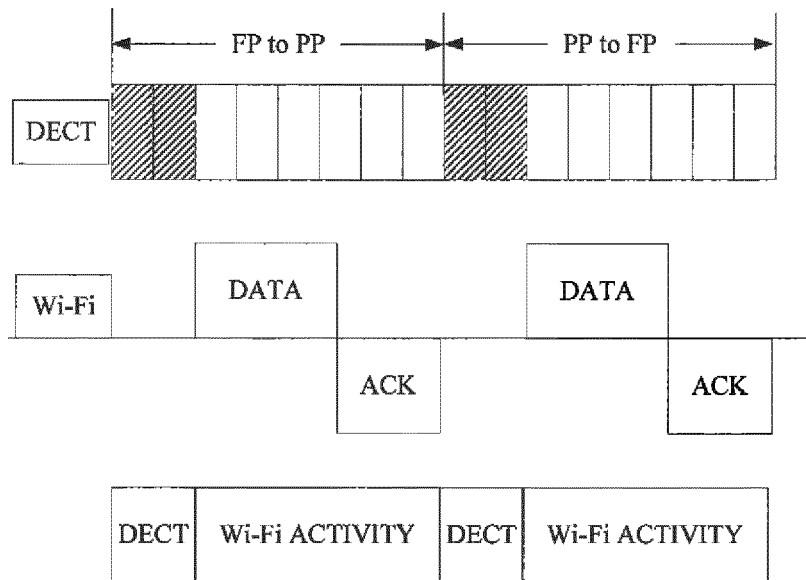 FP to PP
PP to FP
DECT
Wi-Fi
DATA
DATA
ACK
ACK
DECT
Wi-Fi ACTIVITY
DECT
Wi-Fi ACTIVITY